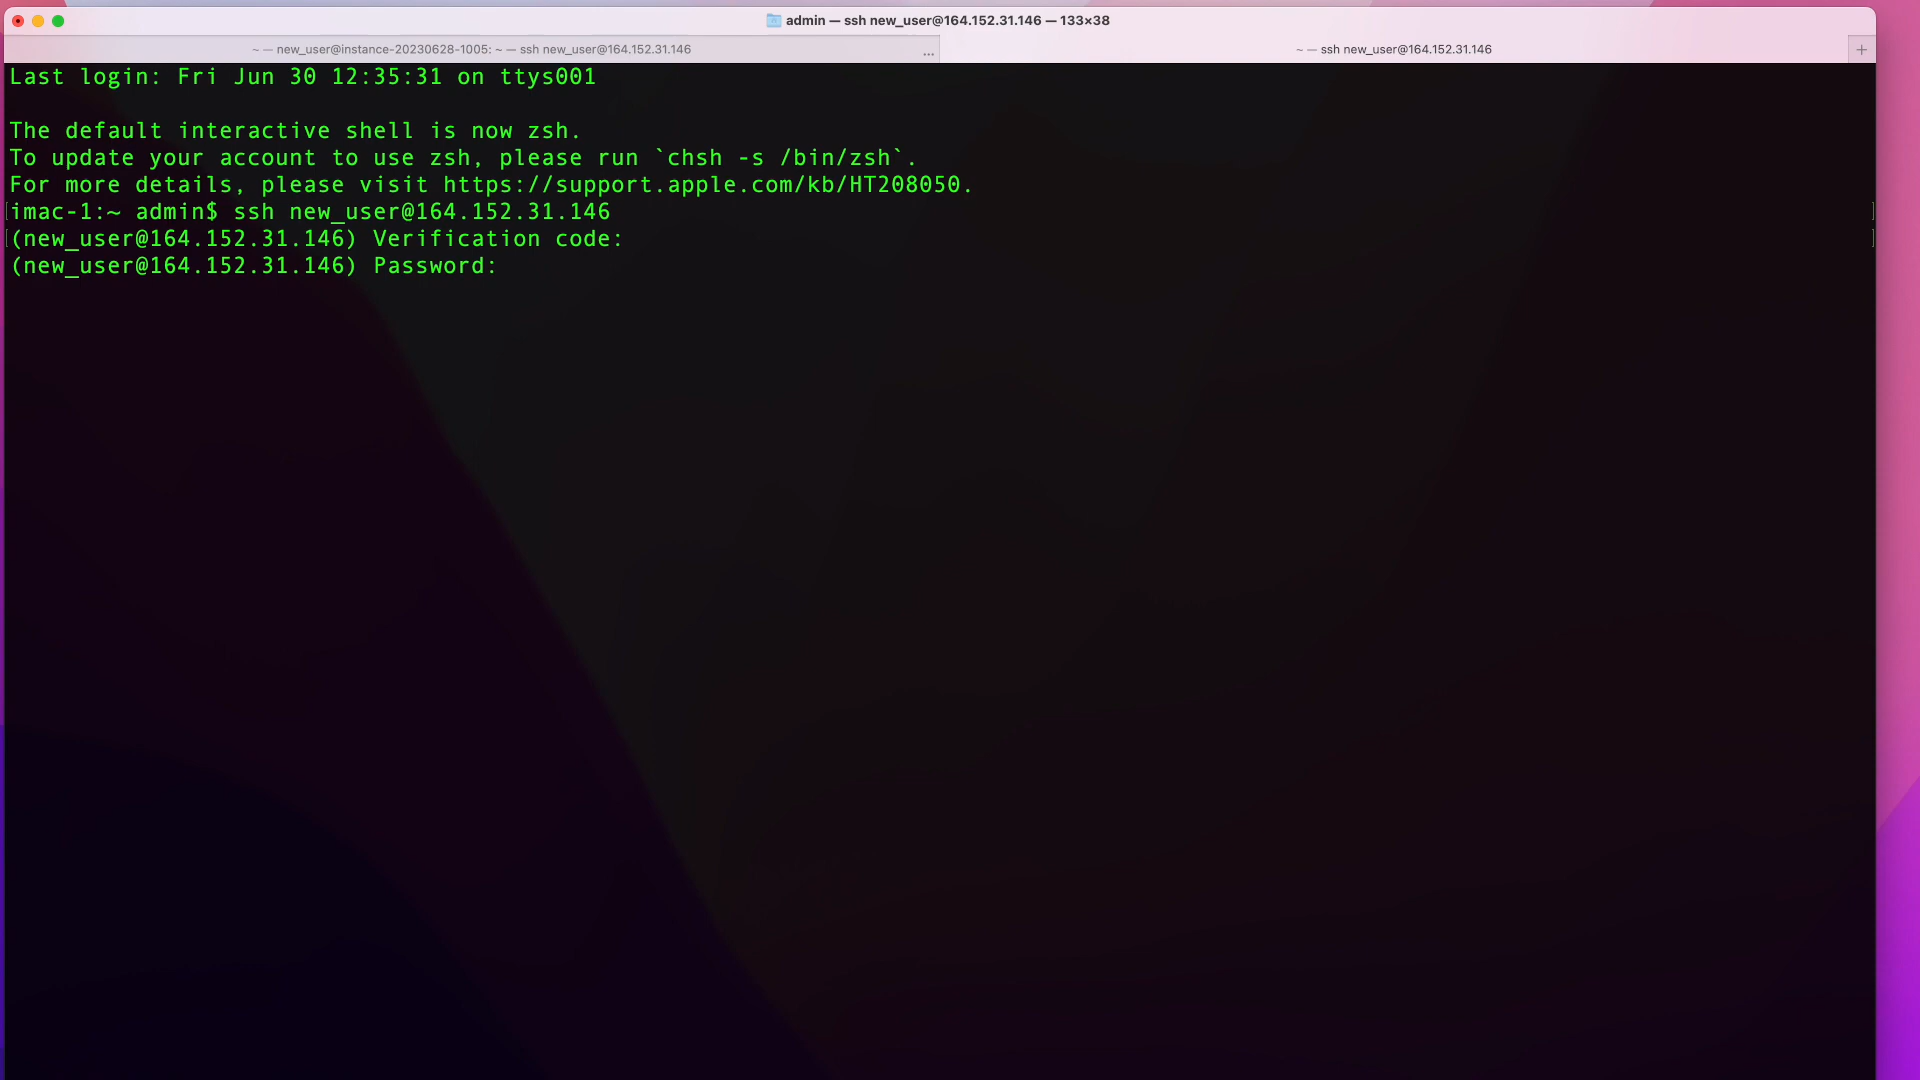 admin — ssh new_user@164.152.31.146 — 133×38
~ — new_user@instance-20230628-1005: ~ — ssh new_user@164.152.31.146 ...
~ — ssh new_user@164.152.31.146 +
Last login: Fri Jun 30 12:35:31 on ttys001
The default interactive shell is now zsh.
To update your account to use zsh, please run `chsh -s /bin/zsh`.
For more details, please visit https://support.apple.com/kb/HT208050.
[imac-1:~ admin$ ssh new_user@164.152.31.146 ]
[(new_user@164.152.31.146) Verification code: ]
(new_user@164.152.31.146) Password: